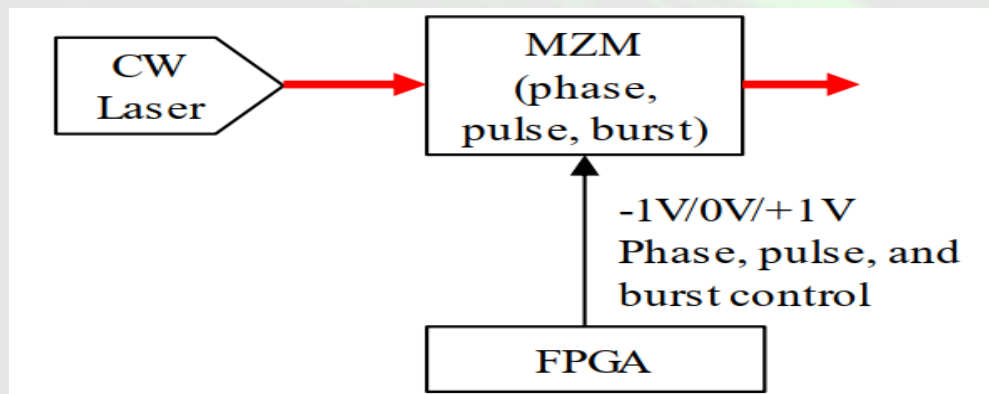 CW
Laser
MZM
(phase,
pulse, burst)
-1V/0V/+1V
Phase, pulse, and
burst control
FPGA